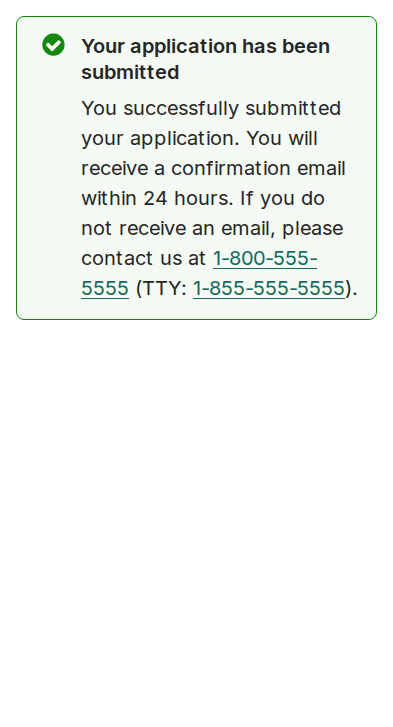 Your application has been
submitted
You successfully submitted
your application. You will
receive a confirmation email
within 24 hours. If you do
not receive an email, please
contact us at 1-800-555-
5555 (TTY: 1-855-555-5555).